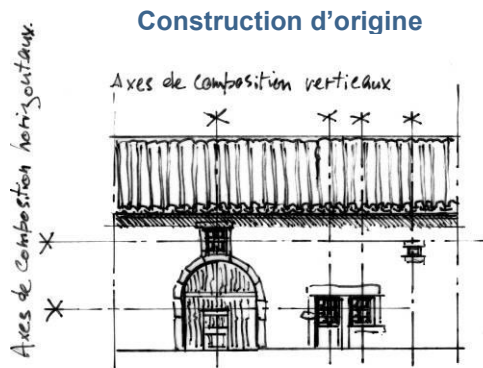 Construction d’origine
Axes de composition verticaux
Axes de composition horizontaux.